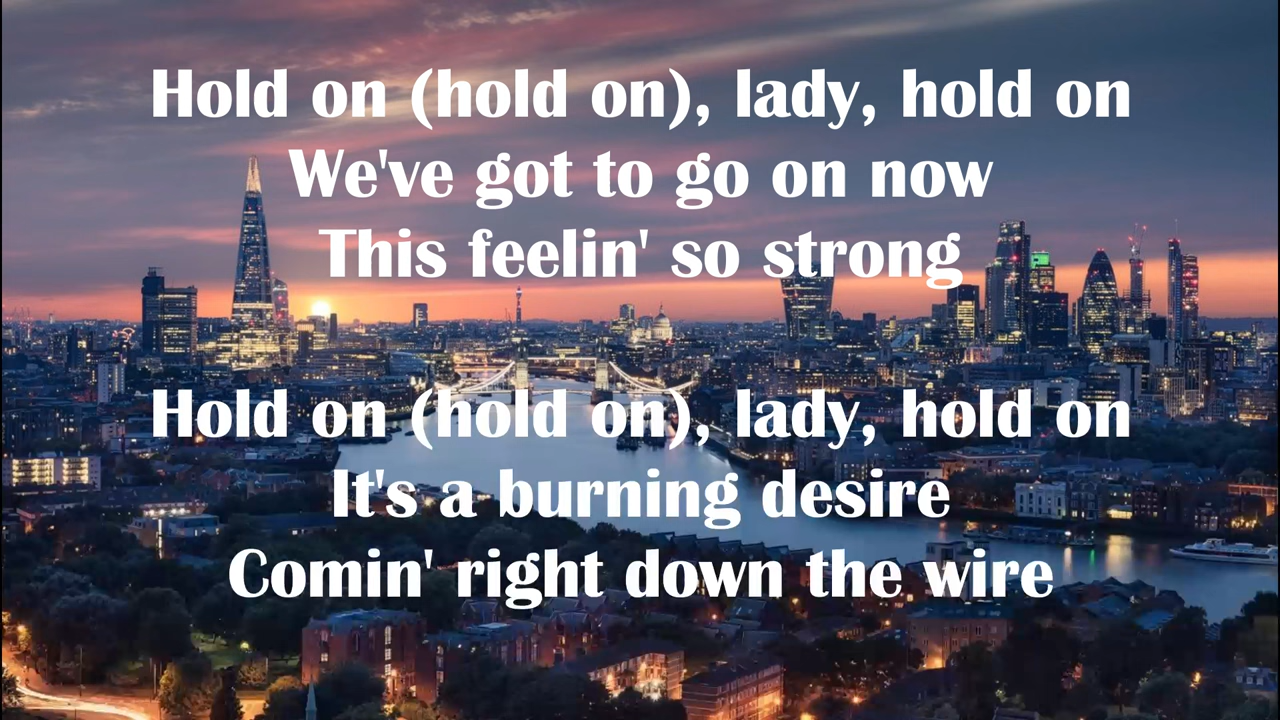 Hold on (hold on), lady, hold on
We've got to go on now
This feelin' so strong
Hold on (hold on), lady, hold on
It's a burning desire
Comin' right down the wire